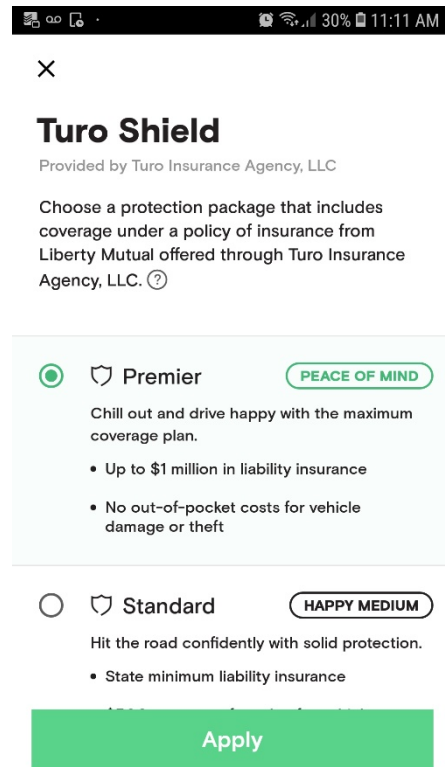 30% 11:11 AM
Turo Shield
Provided by Turo Insurance Agency, LLC
Choose a protection package that includes
coverage under a policy of insurance from
Liberty Mutual offered through Turo Insurance
Agency, LLC. ?
Premier PEACE OF MIND
Chill out and drive happy with the maximum
coverage plan.
• Up to $1 million in liability insurance
• No out-of-pocket costs for vehicle
damage or theft
Standard HAPPY MEDIUM
Hit the road confidently with solid protection.
• State minimum liability insurance
Apply